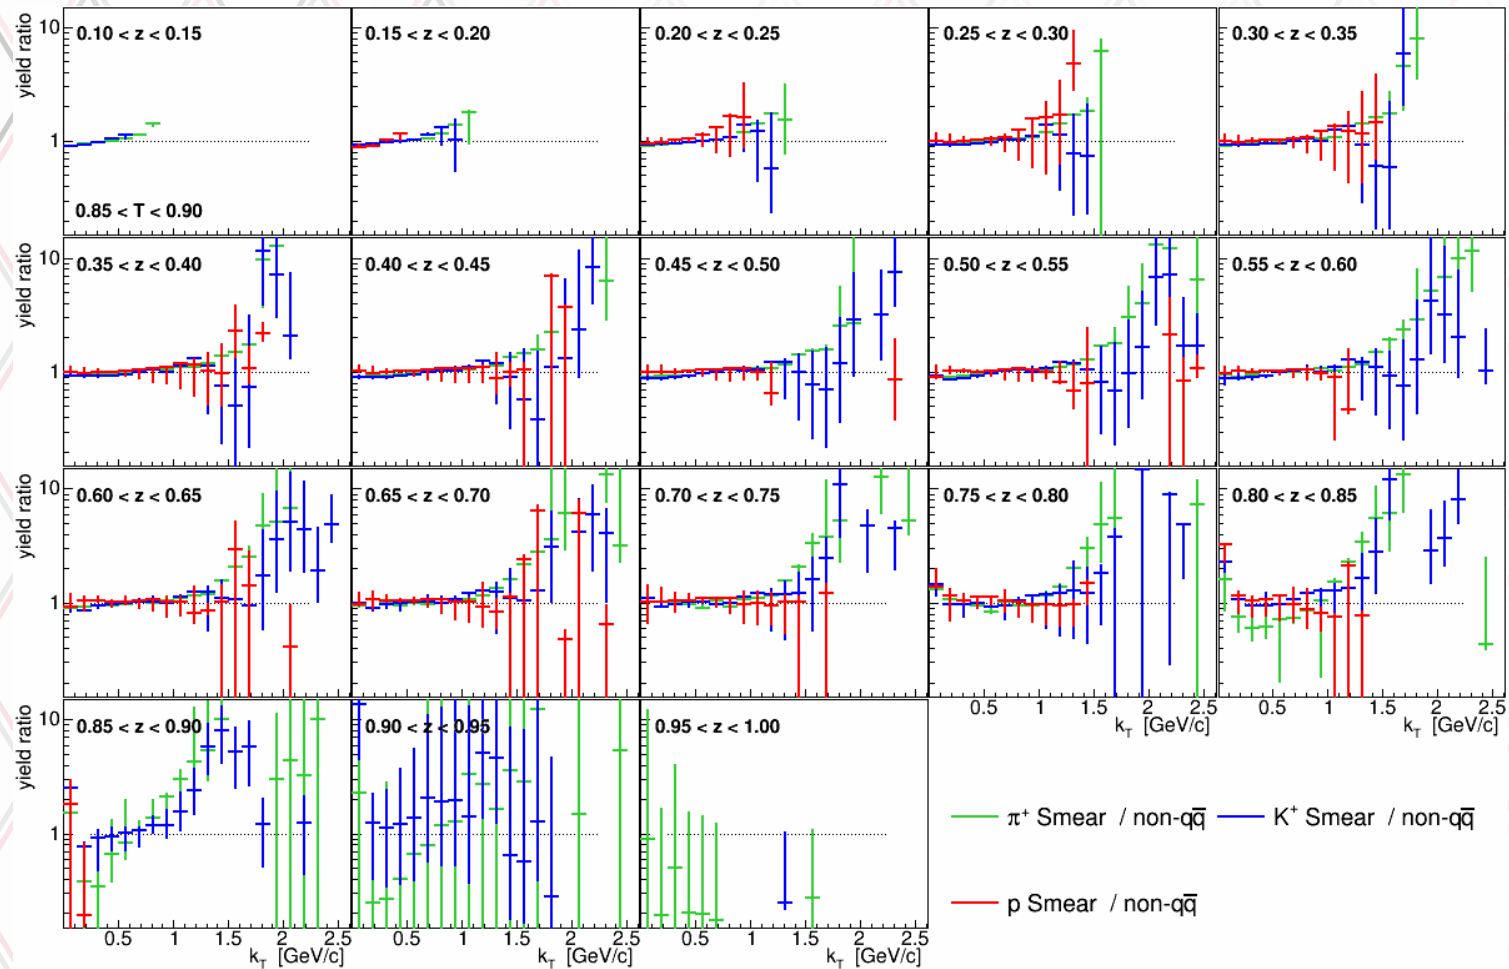 yield ratio
10
1
0.10 < z < 0.15
0.85 < T < 0.90
0.15 < z < 0.20
0.20 < z < 0.25
0.25 < z < 0.30
0.30 < z < 0.35
yield ratio
10
1
0.35 < z < 0.40
0.40 < z < 0.45
0.45 < z < 0.50
0.50 < z < 0.55
0.55 < z < 0.60
yield ratio
10
1
0.60 < z < 0.65
0.65 < z < 0.70
0.70 < z < 0.75
0.75 < z < 0.80
0.80 < z < 0.85
0.5 1 1.5 2 2.5
k_T [GeV/c]
0.5 1 1.5 2 2.5
k_T [GeV/c]
yield ratio
10
1
0.85 < z < 0.90
0.90 < z < 0.95
0.95 < z < 1.00
0.5 1 1.5 2 2.5
k_T [GeV/c]
0.5 1 1.5 2 2.5
k_T [GeV/c]
0.5 1 1.5 2 2.5
k_T [GeV/c]
π⁺ Smear / non-qq̅
K⁺ Smear / non-qq̅
p Smear / non-qq̅